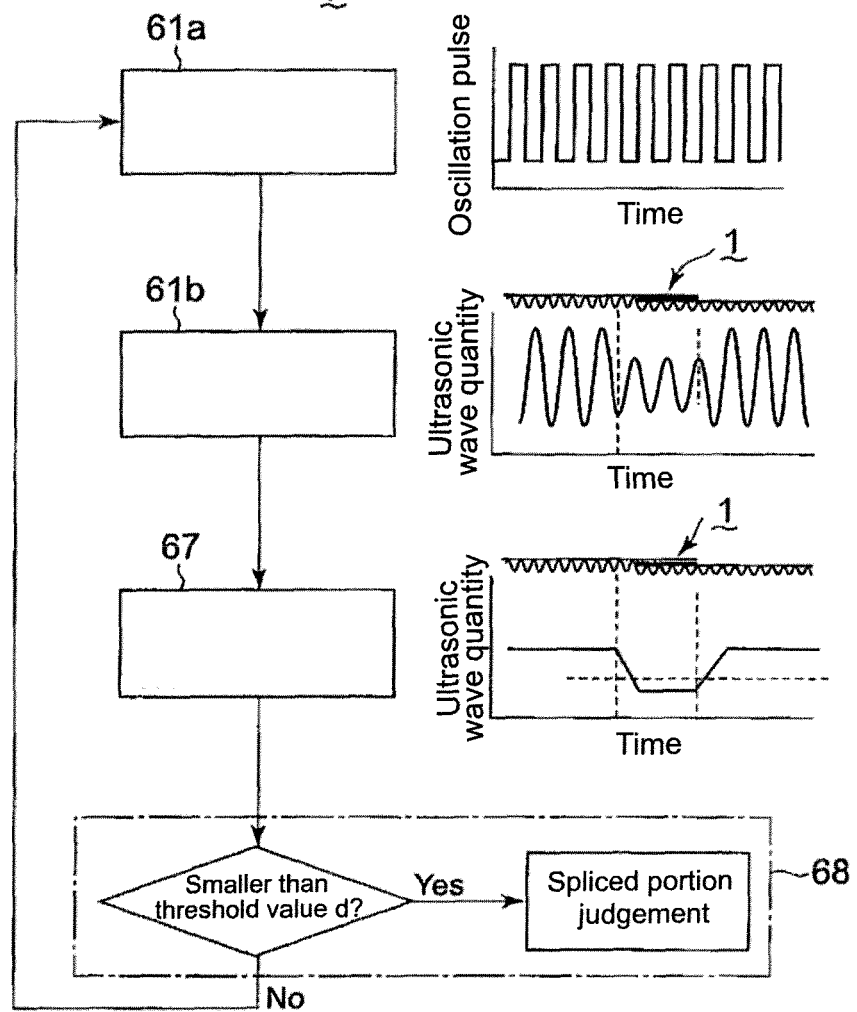 61a
Oscillation pulse
Time
1
61b
Ultrasonic
wave quantity
Time
1
67
Ultrasonic
wave quantity
Time
Smaller than
threshold value d?
Yes
Spliced portion
judgement
68
No